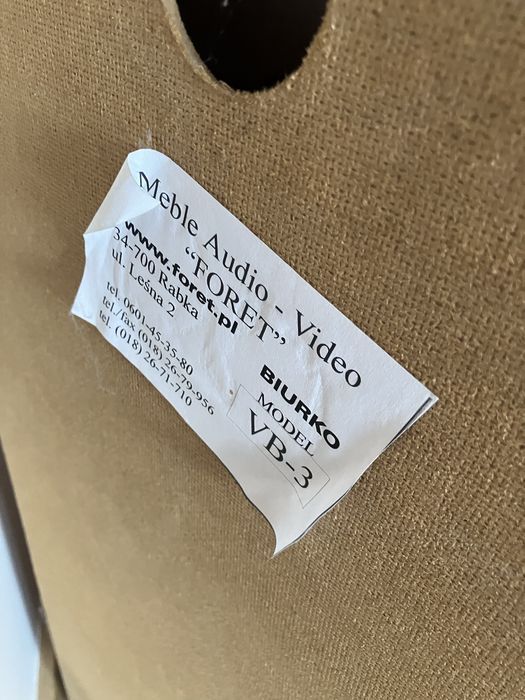 Meble Audio - Video
"FORET"
www.foret.pl
34-700 Rabka
ul. Leśna 2
tel. 0601-45-35-80
tel./fax (018) 26-79-956
tel. (018) 26-71-710
BIURKO
MODEL
VB-3